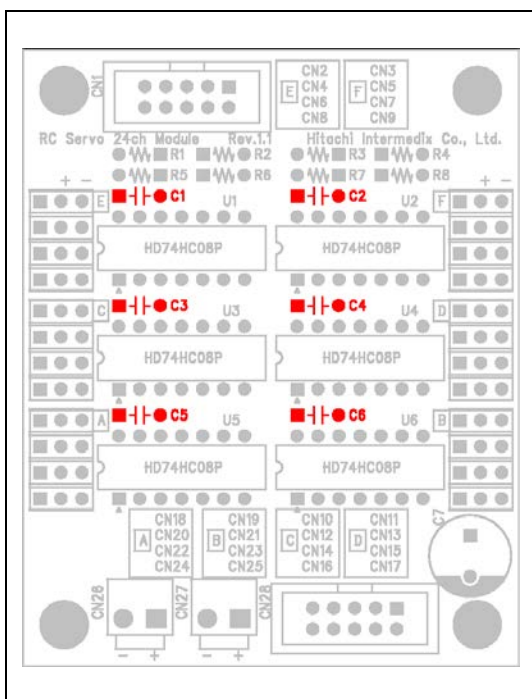 CN1
CN2
CN4
CN6
CN8
E
CN3
CN5
CN7
CN9
F
RC Servo 24ch Module Rev.1.1 Hitachi Intermedix Co., Ltd.
R1 R2 R3 R4
R5 R6 R7 R8
+ - E C1 U1 C2 U2 F + -
HD74HC08P HD74HC08P
C C3 U3 C4 U4 D
HD74HC08P HD74HC08P
A C5 U5 C6 U6 B
HD74HC08P HD74HC08P
A
CN18
CN20
CN22
CN24
B
CN19
CN21
CN23
CN25
C
CN10
CN12
CN14
CN16
D
CN11
CN13
CN15
CN17
C7
CN26 CN27 CN28
- + - +